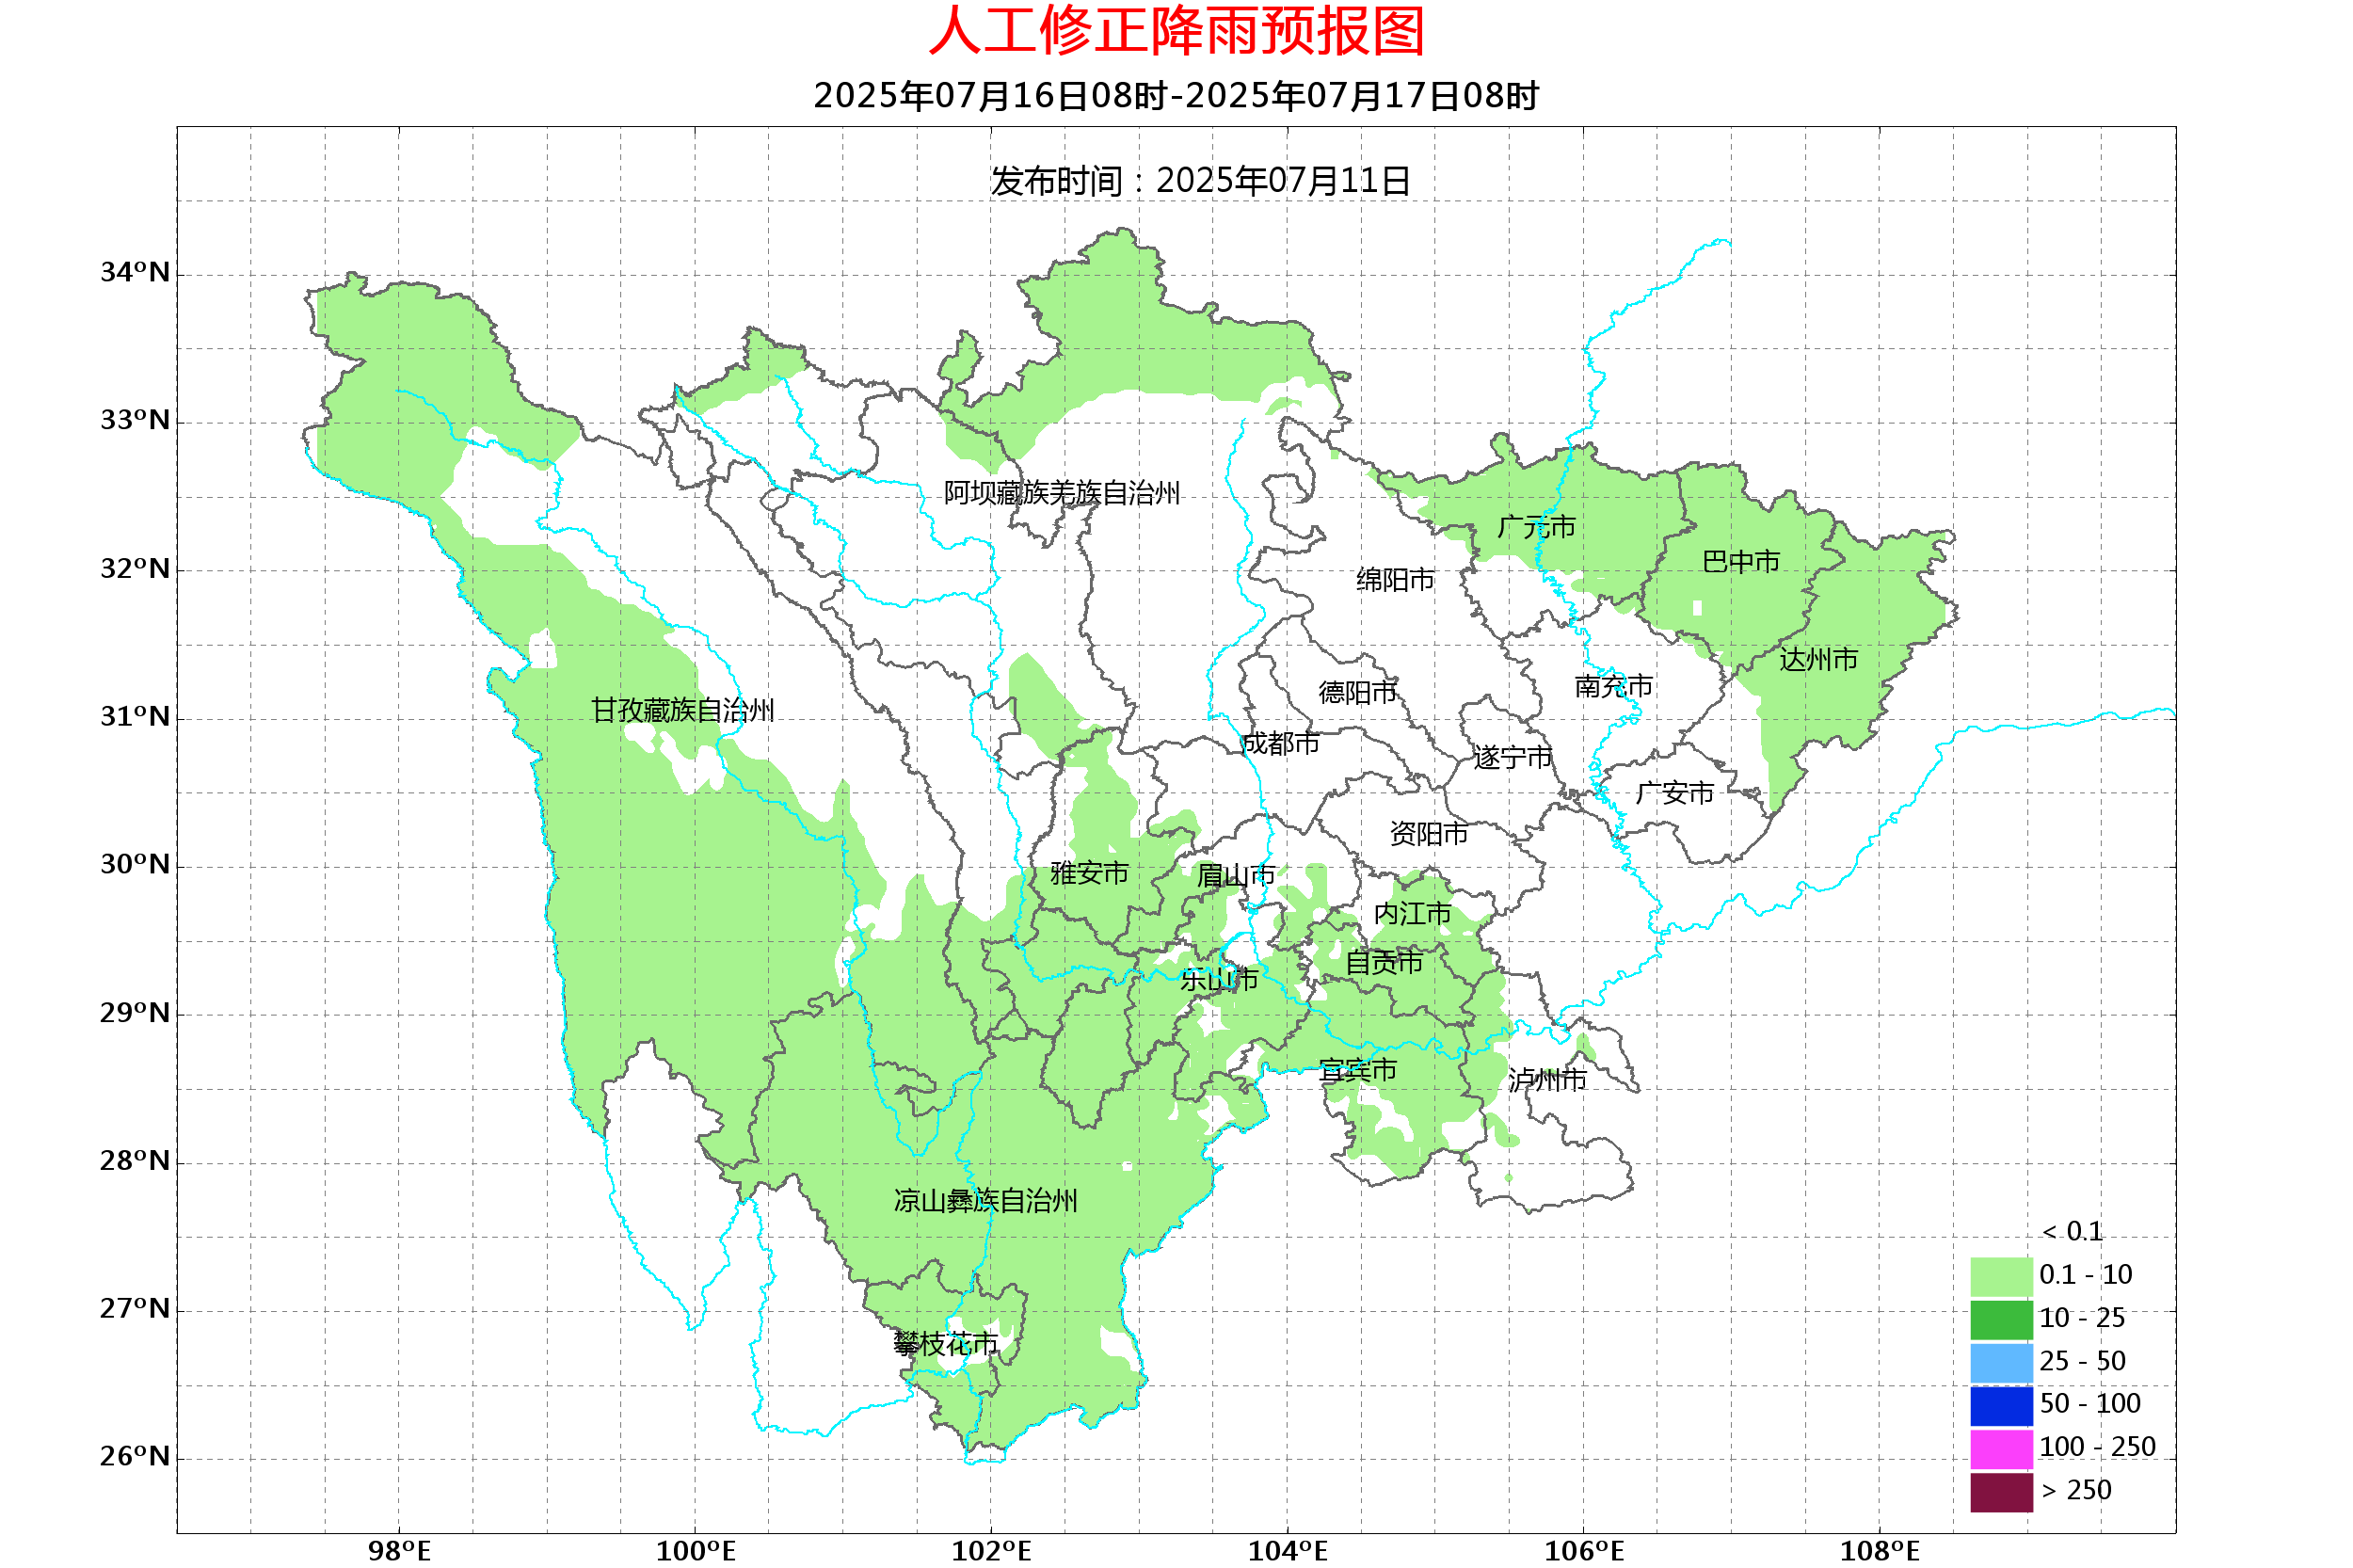 人工修正降雨预报图
2025年07月16日08时-2025年07月17日08时
发布时间：2025年07月11日
34°N
33°N
32°N
31°N
30°N
29°N
28°N
27°N
26°N
阿坝藏族羌族自治州
广元市
巴中市
绵阳市
达州市
南充市
德阳市
甘孜藏族自治州
成都市
遂宁市
广安市
资阳市
雅安市
眉山市
内江市
自贡市
乐山市
宜宾市
泸州市
凉山彝族自治州
攀枝花市
< 0.1
0.1 - 10
10 - 25
25 - 50
50 - 100
100 - 250
> 250
98°E
100°E
102°E
104°E
106°E
108°E